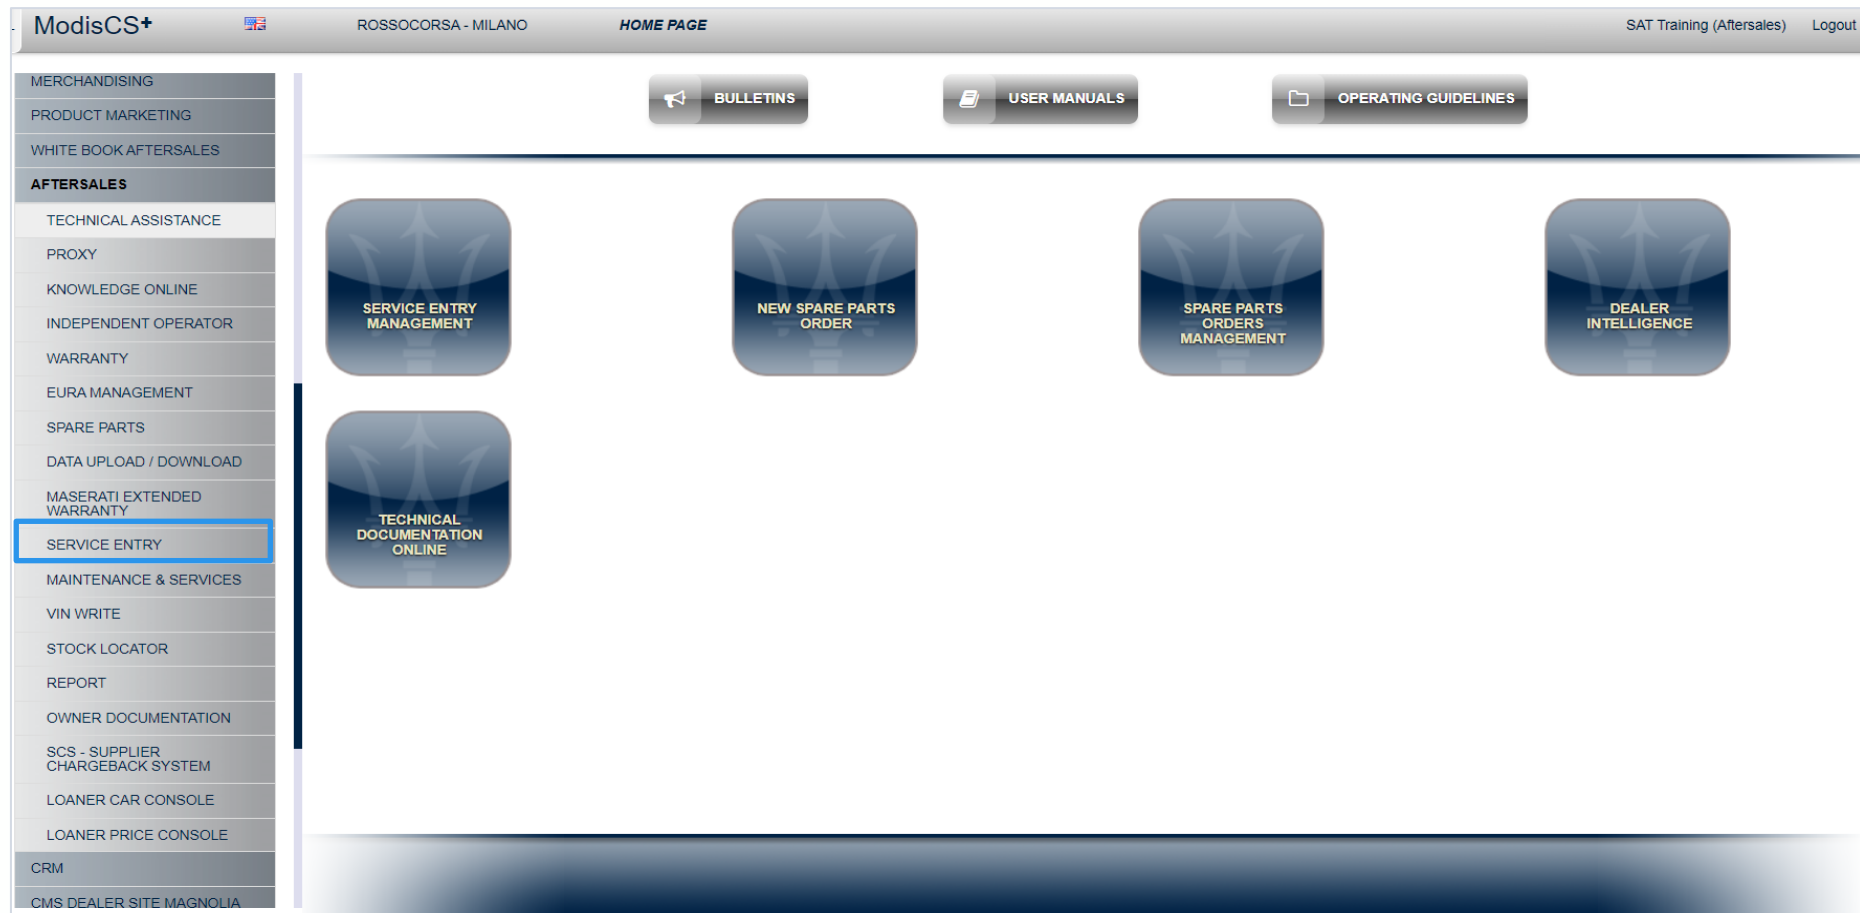 ModisCS+
ROSSOCORSA - MILANO
HOME PAGE
SAT Training (Aftersales)
Logout
MERCHANDISING
PRODUCT MARKETING
WHITE BOOK AFTERSALES
AFTERSALES
TECHNICAL ASSISTANCE
PROXY
KNOWLEDGE ONLINE
INDEPENDENT OPERATOR
WARRANTY
EURA MANAGEMENT
SPARE PARTS
DATA UPLOAD / DOWNLOAD
MASERATI EXTENDED
WARRANTY
SERVICE ENTRY
MAINTENANCE & SERVICES
VIN WRITE
STOCK LOCATOR
REPORT
OWNER DOCUMENTATION
SCS - SUPPLIER
CHARGEBACK SYSTEM
LOANER CAR CONSOLE
LOANER PRICE CONSOLE
CRM
CMS DEALER SITE MAGNOLIA
BULLETINS
USER MANUALS
OPERATING GUIDELINES
SERVICE ENTRY
MANAGEMENT
NEW SPARE PARTS
ORDER
SPARE PARTS
ORDERS
MANAGEMENT
DEALER
INTELLIGENCE
TECHNICAL
DOCUMENTATION
ONLINE